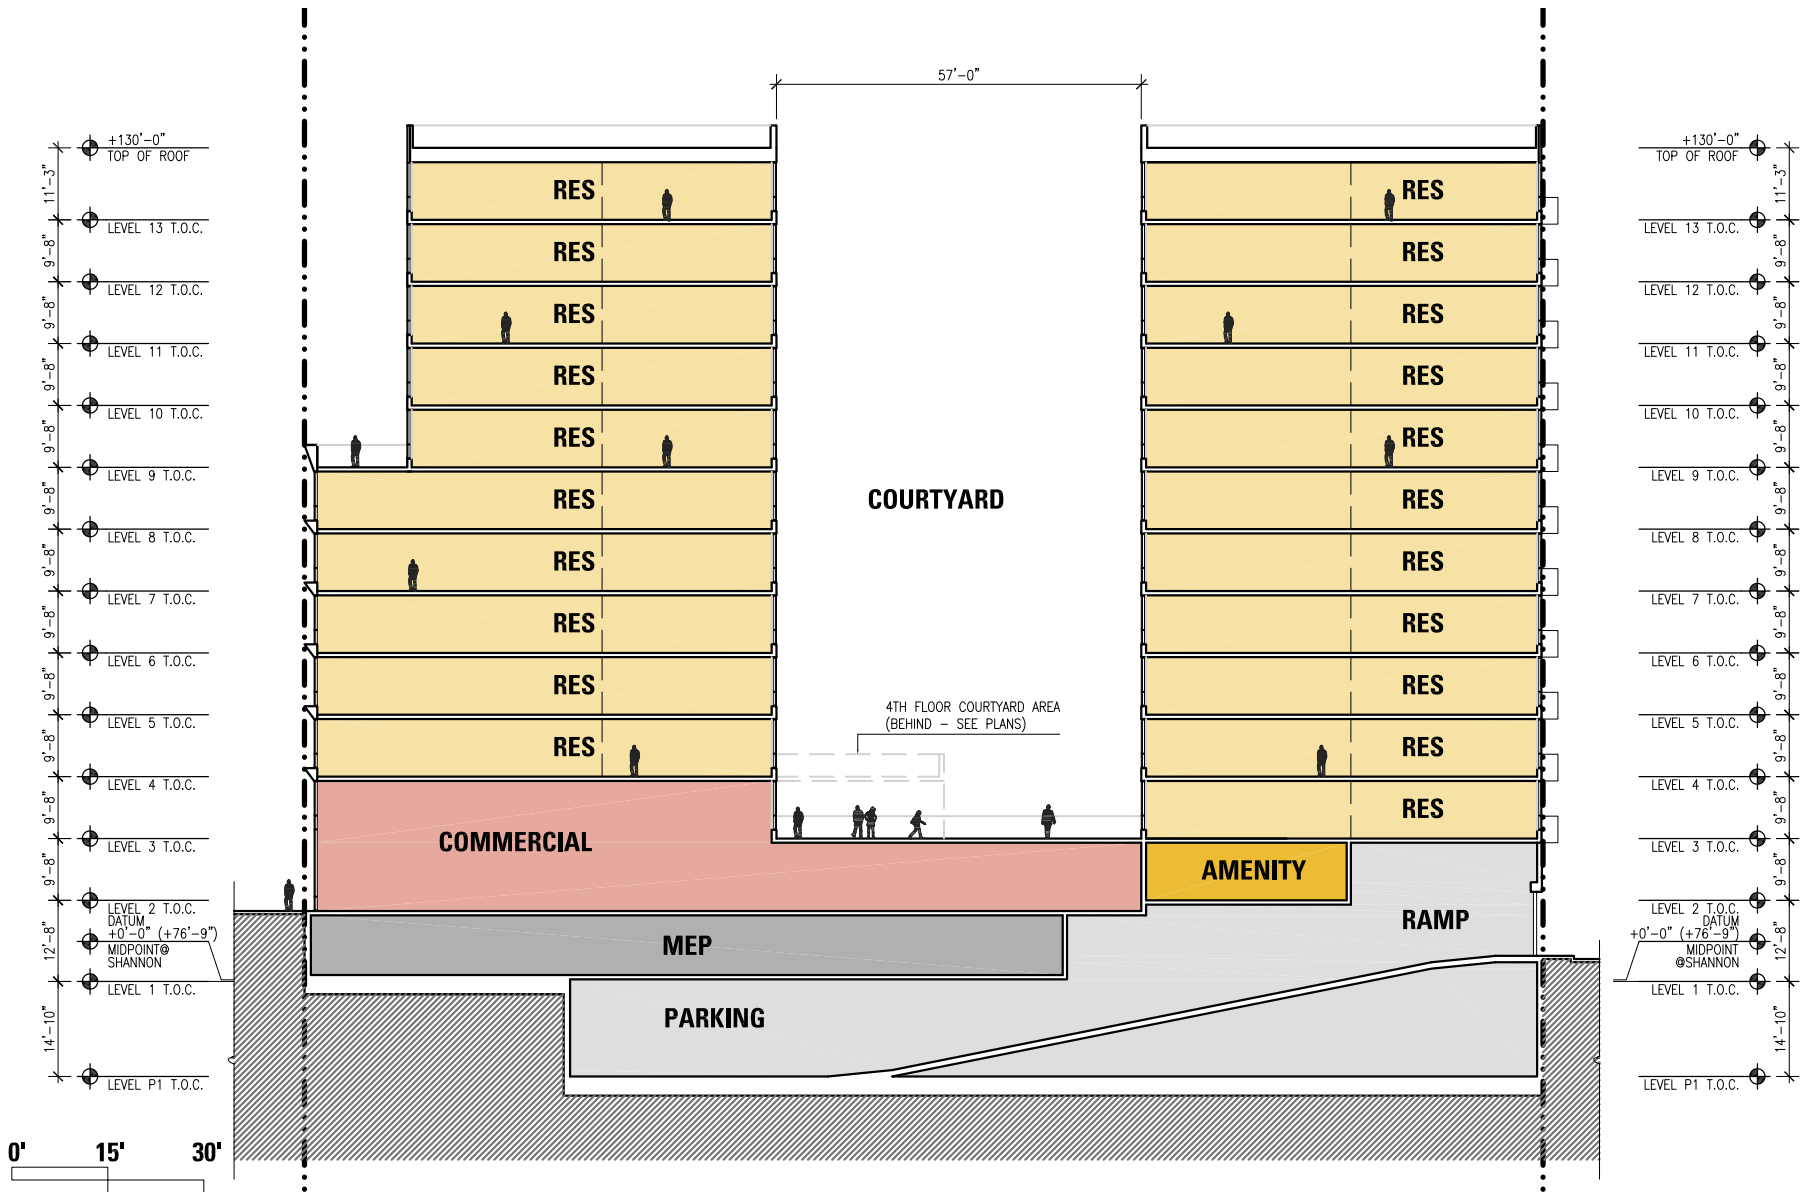 57'-0"
+130'-0"
TOP OF ROOF
11'-3"
LEVEL 13 T.O.C.
9'-8"
LEVEL 12 T.O.C.
9'-8"
LEVEL 11 T.O.C.
9'-8"
LEVEL 10 T.O.C.
9'-8"
LEVEL 9 T.O.C.
9'-8"
LEVEL 8 T.O.C.
9'-8"
LEVEL 7 T.O.C.
9'-8"
LEVEL 6 T.O.C.
9'-8"
LEVEL 5 T.O.C.
9'-8"
LEVEL 4 T.O.C.
9'-8"
LEVEL 3 T.O.C.
9'-8"
LEVEL 2 T.O.C.
DATUM
+0'-0" (+76'-9")
MIDPOINT@
SHANNON
12'-8"
LEVEL 1 T.O.C.
14'-10"
LEVEL P1 T.O.C.
RES
RES
RES
RES
RES
RES
RES
RES
RES
RES
COMMERCIAL
MEP
PARKING
COURTYARD
4TH FLOOR COURTYARD AREA
(BEHIND - SEE PLANS)
RES
RES
RES
RES
RES
RES
RES
RES
RES
RES
RES
AMENITY
RAMP
+130'-0"
TOP OF ROOF
11'-3"
LEVEL 13 T.O.C.
9'-8"
LEVEL 12 T.O.C.
9'-8"
LEVEL 11 T.O.C.
9'-8"
LEVEL 10 T.O.C.
9'-8"
LEVEL 9 T.O.C.
9'-8"
LEVEL 8 T.O.C.
9'-8"
LEVEL 7 T.O.C.
9'-8"
LEVEL 6 T.O.C.
9'-8"
LEVEL 5 T.O.C.
9'-8"
LEVEL 4 T.O.C.
9'-8"
LEVEL 3 T.O.C.
9'-8"
LEVEL 2 T.O.C.
DATUM
+0'-0" (+76'-9")
MIDPOINT
@SHANNON
12'-8"
LEVEL 1 T.O.C.
14'-10"
LEVEL P1 T.O.C.
0' 15' 30'